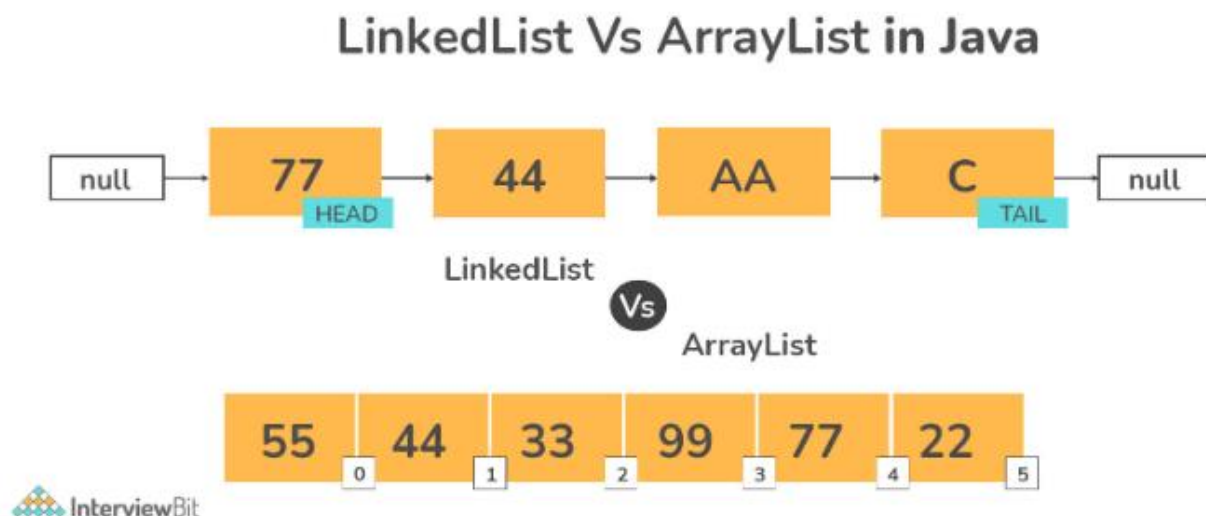 LinkedList Vs ArrayList in Java
null 77 44 AA C null
HEAD TAIL
LinkedList
Vs
ArrayList
55 44 33 99 77 22
0 1 2 3 4 5
InterviewBit